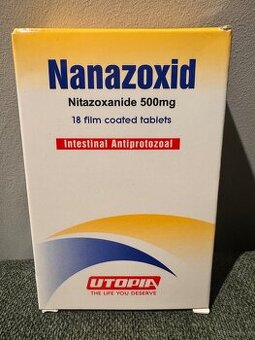 Nanazoxid
Nitazoxanide 500mg
18 film coated tablets
Intestinal Antiprotozoal
UTOPIA
THE LIFE YOU DESERVE